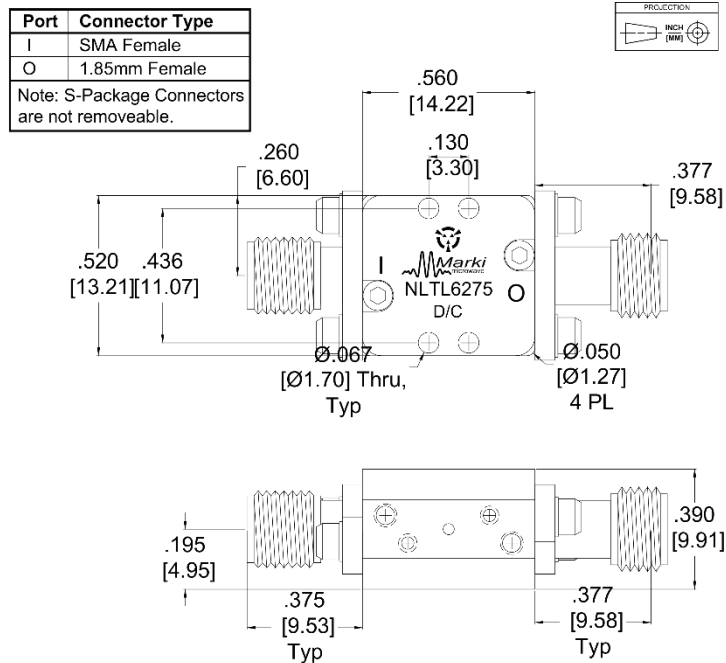 Port Connector Type
I SMA Female
O 1.85mm Female
Note: S-Package Connectors
are not removeable.
PROJECTION
INCH
[MM]
.560
[14.22]
.130
[3.30]
.260
[6.60]
.377
[9.58]
.520
[13.21]
.436
[11.07]
I
Marki
microwave
NLTL6275
O
D/C
Ø.067
[Ø1.70] Thru,
Typ
Ø.050
[Ø1.27]
4 PL
.195
[4.95]
.390
[9.91]
.375
[9.53]
Typ
.377
[9.58]
Typ